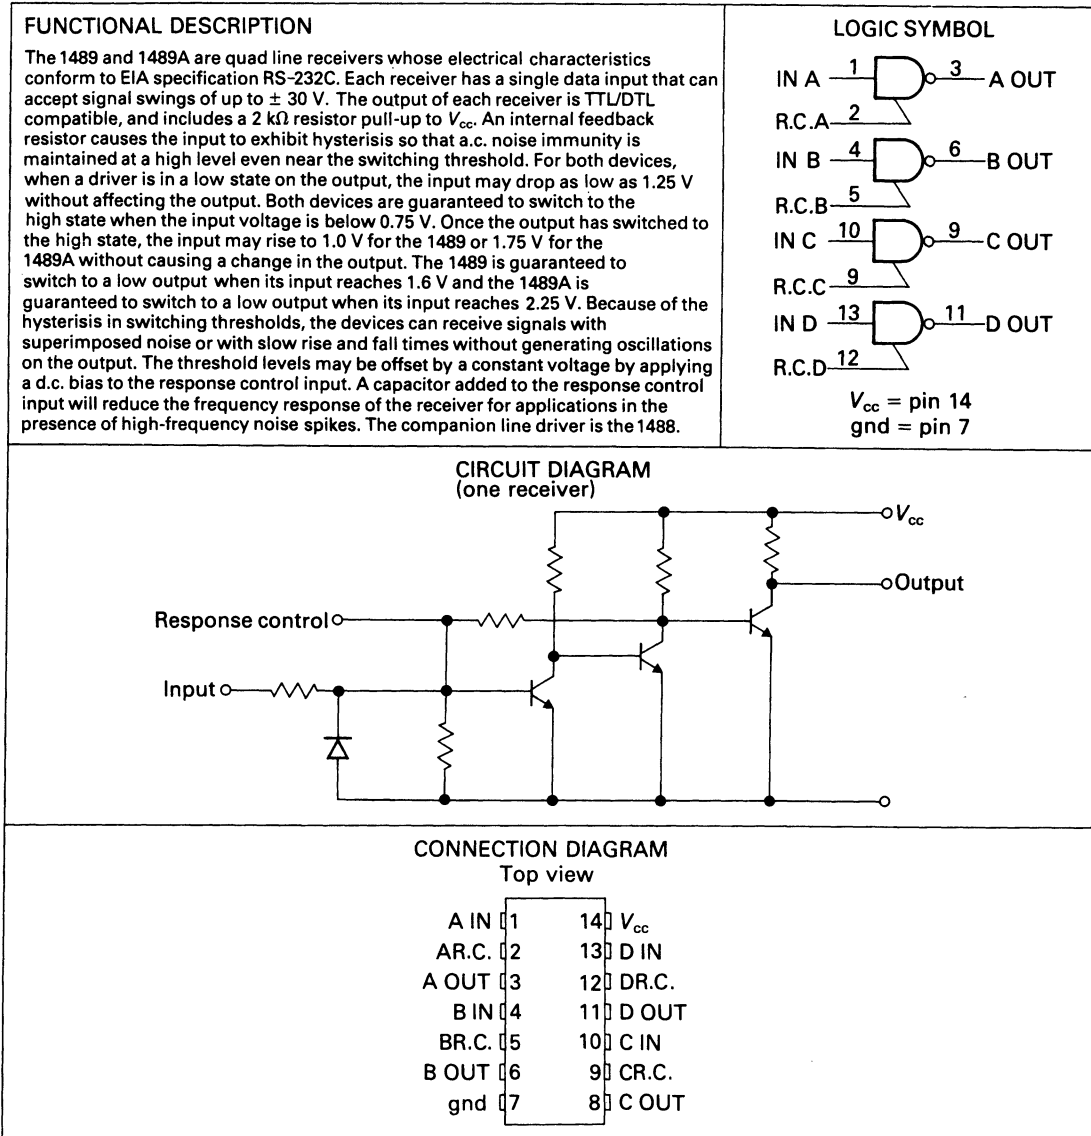 FUNCTIONAL DESCRIPTION
The 1489 and 1489A are quad line receivers whose electrical characteristics
conform to EIA specification RS-232C. Each receiver has a single data input that can
accept signal swings of up to ± 30 V. The output of each receiver is TTL/DTL
compatible, and includes a 2 kΩ resistor pull-up to Vcc. An internal feedback
resistor causes the input to exhibit hysterisis so that a.c. noise immunity is
maintained at a high level even near the switching threshold. For both devices,
when a driver is in a low state on the output, the input may drop as low as 1.25 V
without affecting the output. Both devices are guaranteed to switch to the
high state when the input voltage is below 0.75 V. Once the output has switched to
the high state, the input may rise to 1.0 V for the 1489 or 1.75 V for the
1489A without causing a change in the output. The 1489 is guaranteed to
switch to a low output when its input reaches 1.6 V and the 1489A is
guaranteed to switch to a low output when its input reaches 2.25 V. Because of the
hysterisis in switching thresholds, the devices can receive signals with
superimposed noise or with slow rise and fall times without generating oscillations
on the output. The threshold levels may be offset by a constant voltage by applying
a d.c. bias to the response control input. A capacitor added to the response control
input will reduce the frequency response of the receiver for applications in the
presence of high-frequency noise spikes. The companion line driver is the 1488.
LOGIC SYMBOL
IN A 1 3 A OUT
R.C.A 2
IN B 4 6 B OUT
R.C.B 5
IN C 10 9 C OUT
R.C.C 9
IN D 13 11 D OUT
R.C.D 12
Vcc = pin 14
gnd = pin 7
CIRCUIT DIAGRAM
(one receiver)
Vcc
Output
Response control
Input
CONNECTION DIAGRAM
Top view
A IN 1 14 Vcc
AR.C. 2 13 D IN
A OUT 3 12 DR.C.
B IN 4 11 D OUT
BR.C. 5 10 C IN
B OUT 6 9 CR.C.
gnd 7 8 C OUT